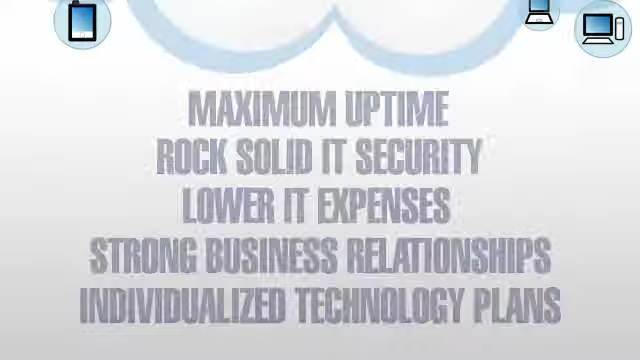 MAXIMUM UPTIME
ROCK SOLID IT SECURITY
LOWER IT EXPENSES
STRONG BUSINESS RELATIONSHIPS
INDIVIDUALIZED TECHNOLOGY PLANS